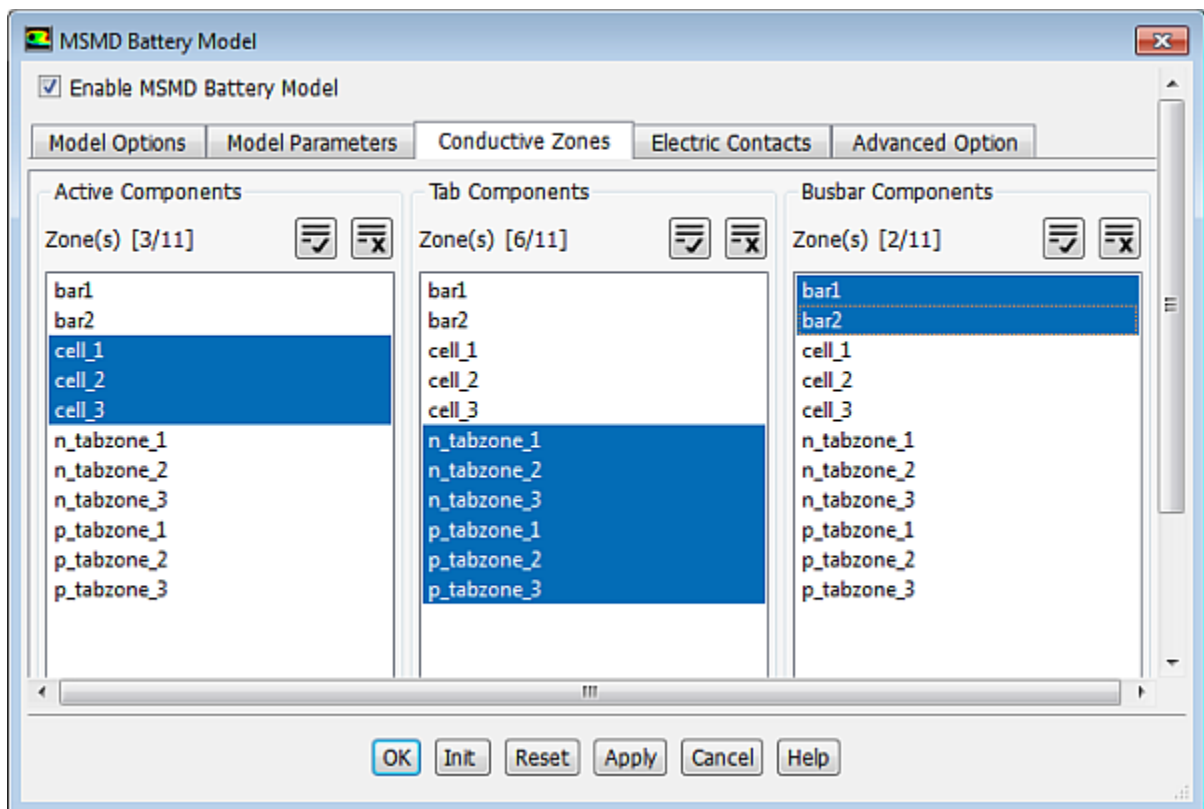 MSMD Battery Model
Enable MSMD Battery Model
Model Options Model Parameters Conductive Zones Electric Contacts Advanced Option
Active Components
Zone(s) [3/11]
bar1
bar2
cell_1
cell_2
cell_3
n_tabzone_1
n_tabzone_2
n_tabzone_3
p_tabzone_1
p_tabzone_2
p_tabzone_3
Tab Components
Zone(s) [6/11]
bar1
bar2
cell_1
cell_2
cell_3
n_tabzone_1
n_tabzone_2
n_tabzone_3
p_tabzone_1
p_tabzone_2
p_tabzone_3
Busbar Components
Zone(s) [2/11]
bar1
bar2
cell_1
cell_2
cell_3
n_tabzone_1
n_tabzone_2
n_tabzone_3
p_tabzone_1
p_tabzone_2
p_tabzone_3
OK Init Reset Apply Cancel Help